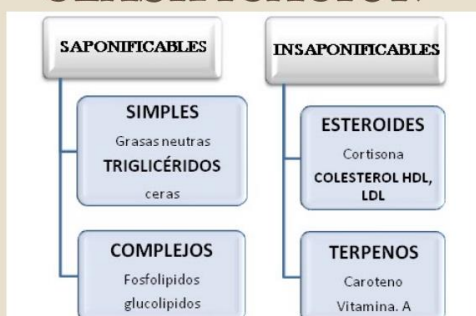 SAPONIFICABLES
SIMPLES
Grasas neutras
TRIGLICÉRIDOS
ceras
COMPLEJOS
Fosfolipidos
glucolipidos
INSAPONIFICABLES
ESTEROIDES
Cortisona
COLESTEROL HDL,
LDL
TERPENOS
Caroteno
Vitamina. A